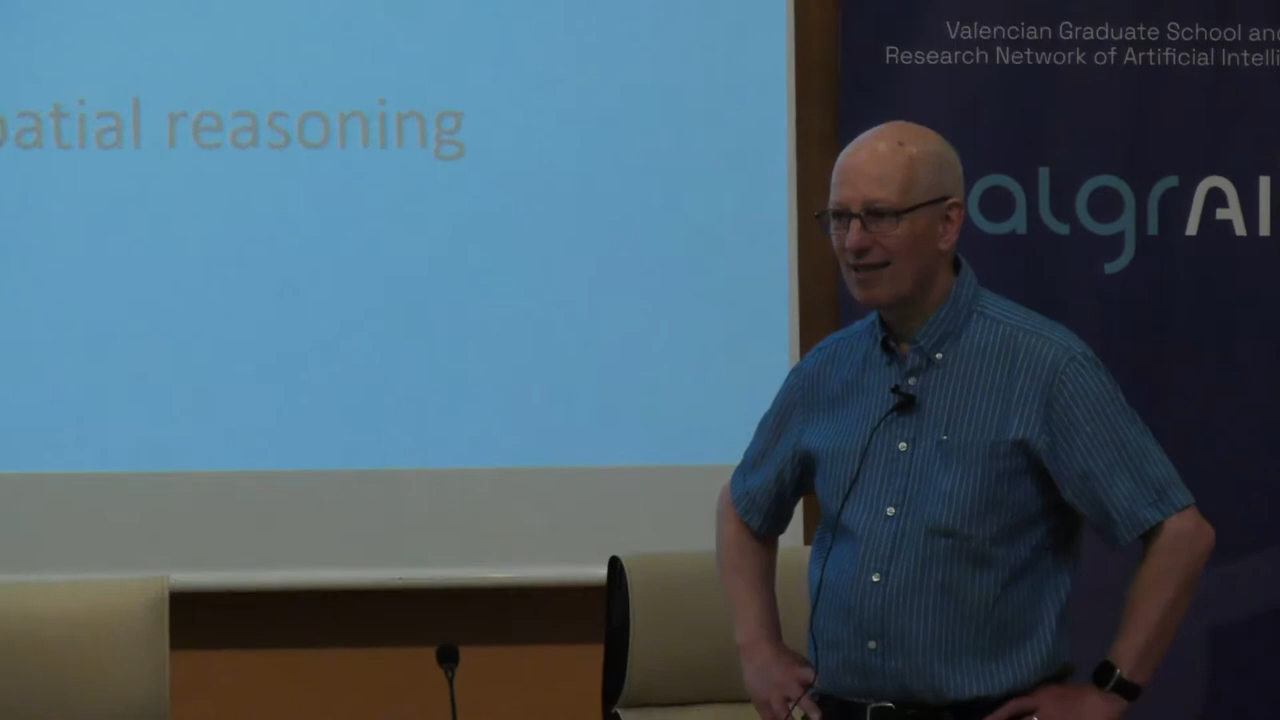 patial reasoning
Valencian Graduate School and
Research Network of Artificial Intelli
algrAI